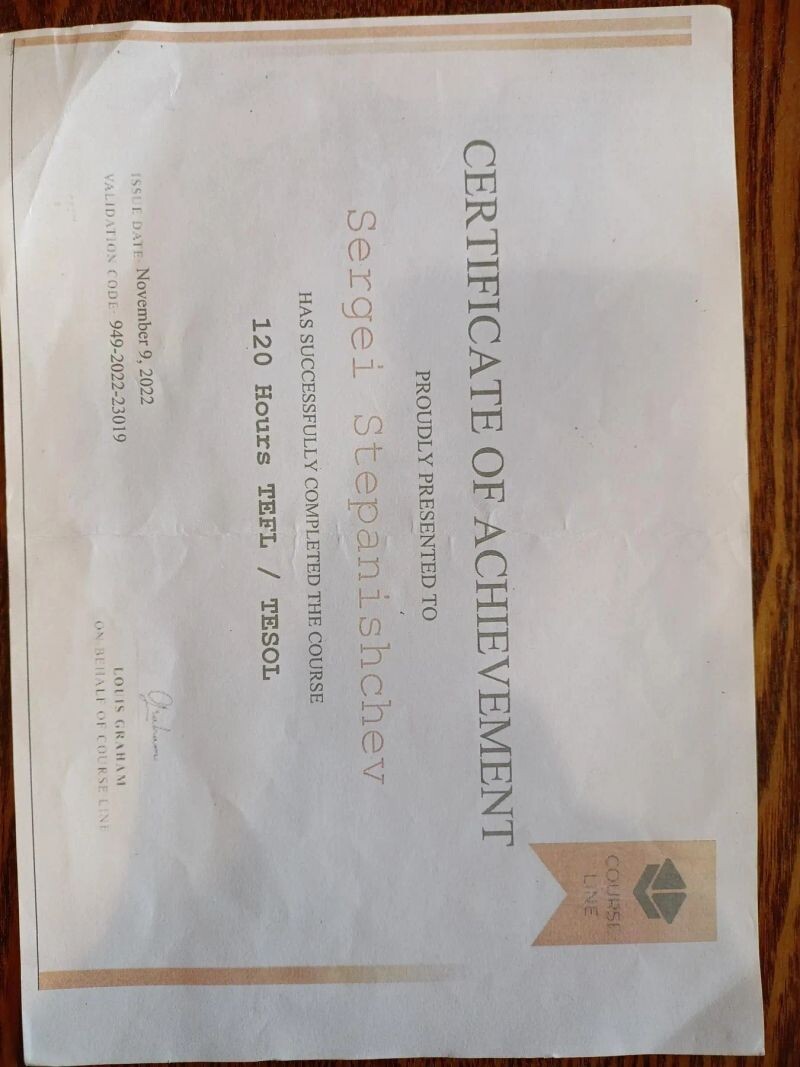 COURSE
LINE
CERTIFICATE OF ACHIEVEMENT
PROUDLY PRESENTED TO
Sergei Stepanishchev
HAS SUCCESSFULLY COMPLETED THE COURSE
120 Hours TEFL / TESOL
ISSUE DATE: November 9, 2022
VALIDATION CODE: 949-2022-23019
Graham
LOUIS GRAHAM
ON BEHALF OF COURSE LINE